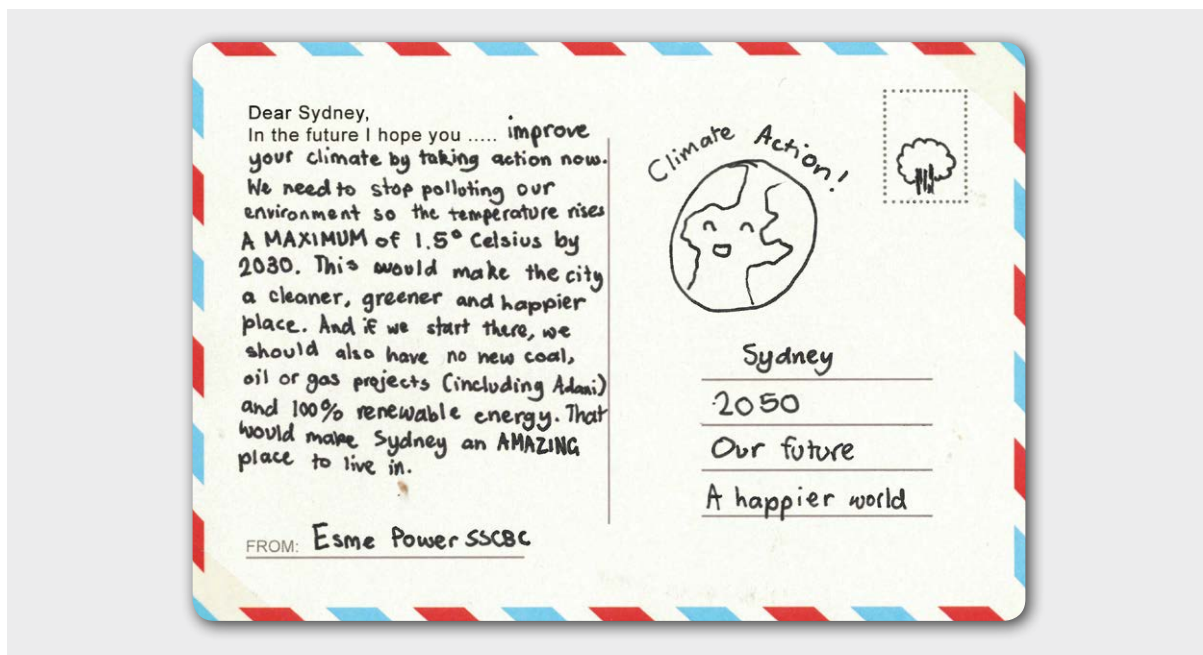 Dear Sydney,
In the future I hope you ..... improve
your climate by taking action now.
We need to stop polluting our
environment so the temperature rises
A MAXIMUM of 1.5° Celsius by
2030. This would make the city
a cleaner, greener and happier
place. And if we start there, we
should also have no new coal,
oil or gas projects (including Adani)
and 100% renewable energy. That
would make Sydney an AMAZING
place to live in.
FROM: Esme Power SSCBC
Climate Action!
Sydney
2050
Our future
A happier world